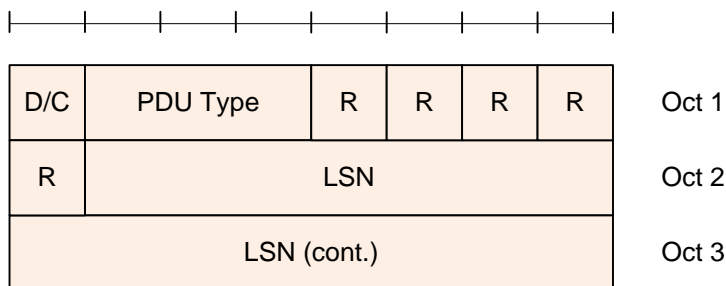 D/C PDU Type R R R R Oct 1
R LSN Oct 2
LSN (cont.) Oct 3